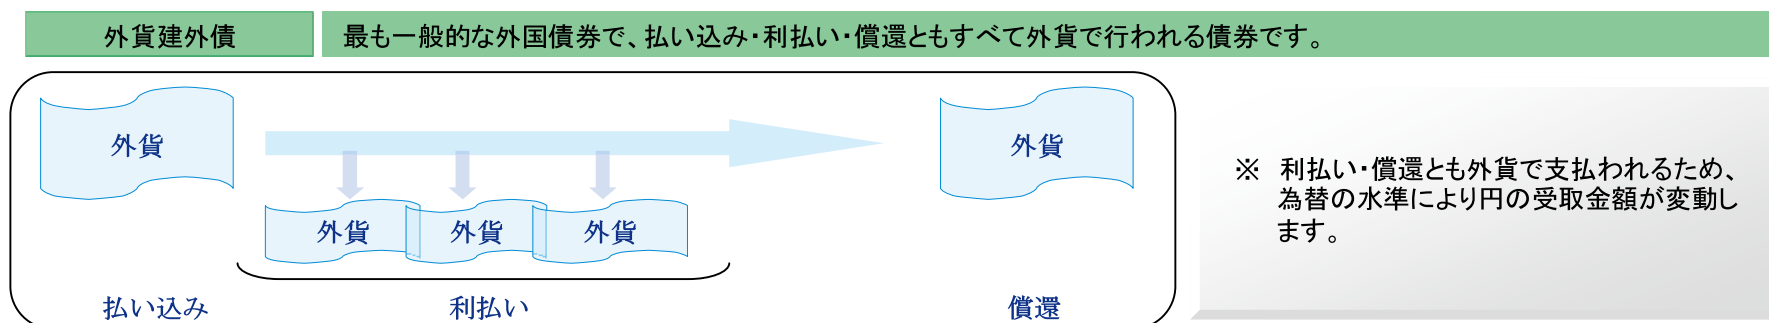 外貨建外債
最も一般的な外国債券で、払い込み・利払い・償還ともすべて外貨で行われる債券です。
外貨
外貨
外貨
外貨
外貨
払い込み
利払い
償還
※ 利払い・償還とも外貨で支払われるため、
為替の水準により円の受取金額が変動し
ます。